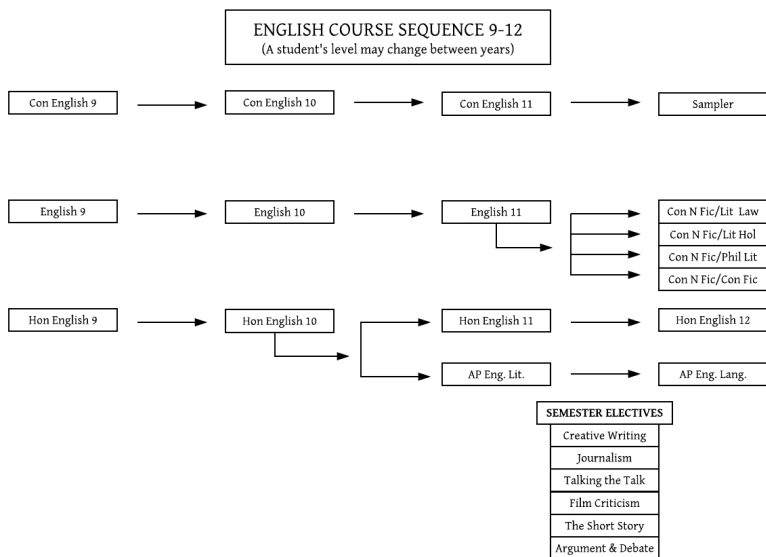 ENGLISH COURSE SEQUENCE 9-12
(A student's level may change between years)
Con English 9
Con English 10
Con English 11
Sampler
English 9
English 10
English 11
Con N Fic/Lit Law
Con N Fic/Lit Hol
Con N Fic/Phil Lit
Con N Fic/Con Fic
Hon English 9
Hon English 10
Hon English 11
Hon English 12
AP Eng. Lit.
AP Eng. Lang.
SEMESTER ELECTIVES
Creative Writing
Journalism
Talking the Talk
Film Criticism
The Short Story
Argument & Debate